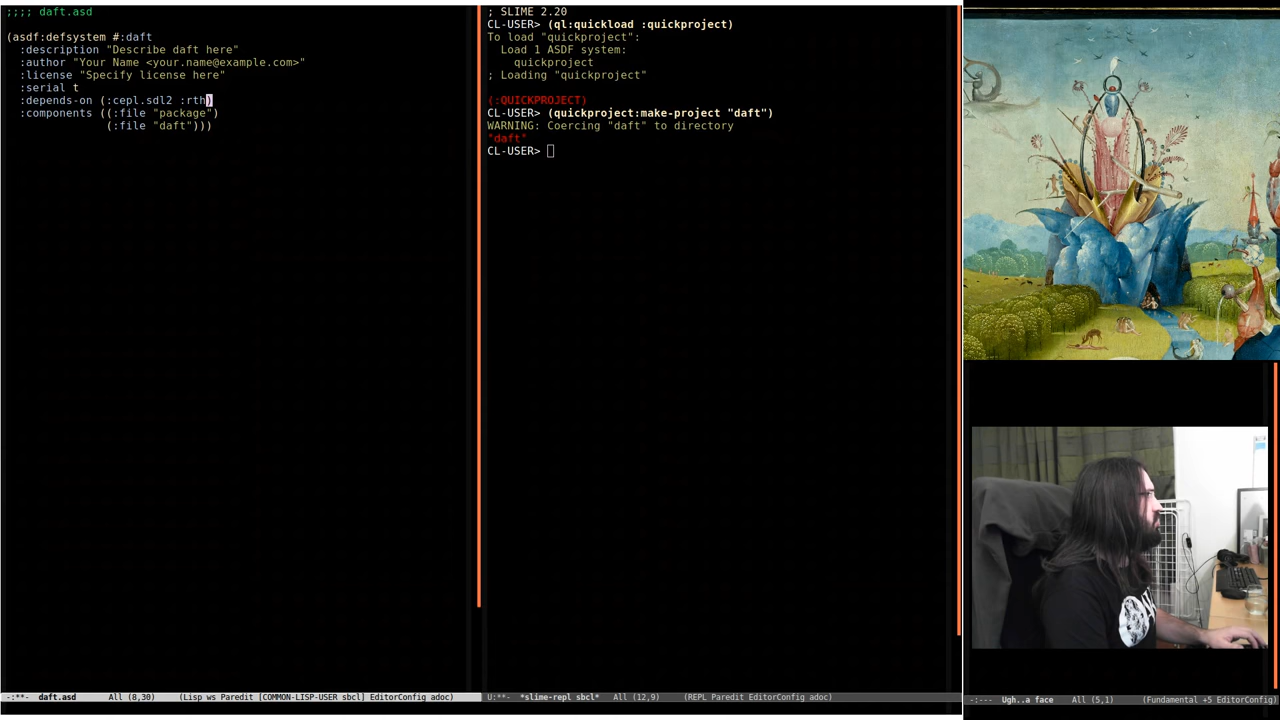 ;;;; daft.asd
(asdf:defsystem #:daft
:description "Describe daft here"
:author "Your Name <your.name@example.com>"
:license "Specify license here"
:serial t
:depends-on (:cepl.sdl2 :rth)
:components ((:file "package")
(:file "daft")))
-:**- daft.asd All (8,30) (Lisp ws Paredit [COMMON-LISP-USER sbcl] EditorConfig adoc)
; SLIME 2.20
CL-USER> (ql:quickload :quickproject)
To load "quickproject":
Load 1 ASDF system:
quickproject
; Loading "quickproject"
(:QUICKPROJECT)
CL-USER> (quickproject:make-project "daft")
WARNING: Coercing "daft" to directory
"daft"
CL-USER>
U:**- *slime-repl sbcl* All (12,9) (REPL Paredit EditorConfig adoc)
-:--- Ugh..a face All (5,1) (Fundamental +5 EditorConfig)